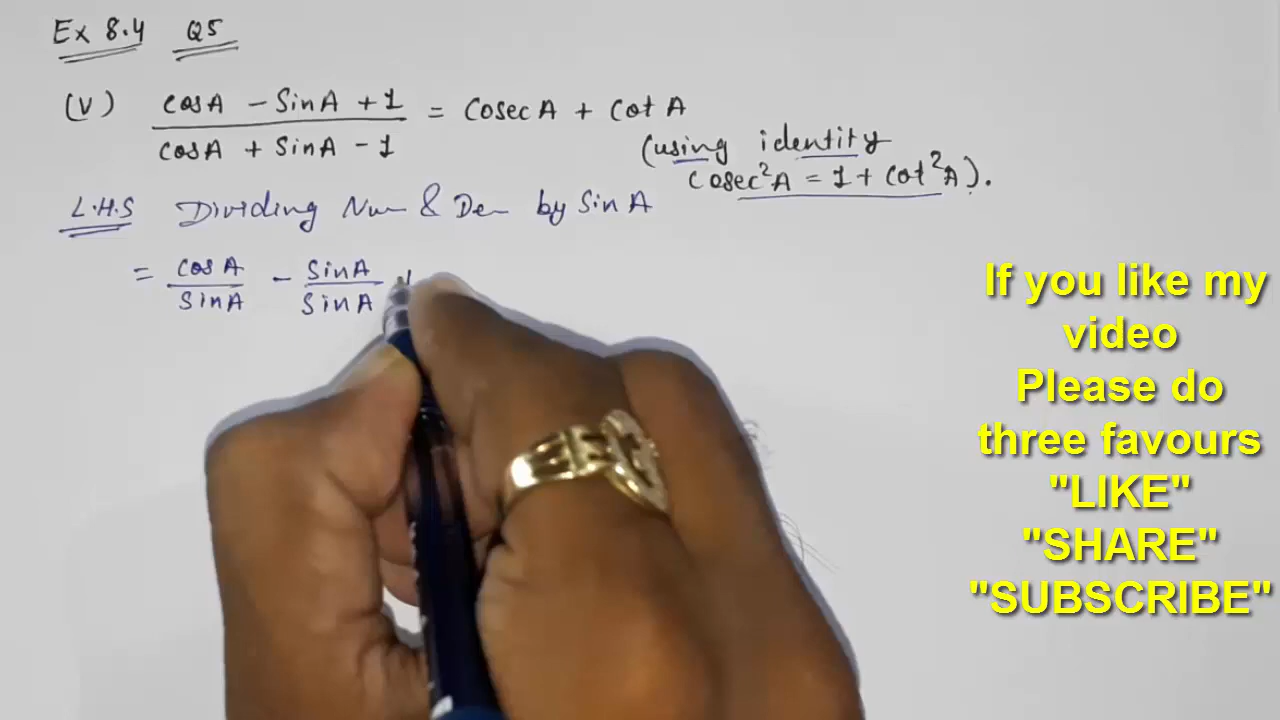 Ex 8.4 Q5
(V) cosA - SinA + 1 / cosA + SinA - 1 = CosecA + Cot A
(using identity
Cosec²A = 1 + Cot²A).
L.H.S Dividing Num & Den by Sin A
= cosA / SinA - SinA / SinA +
If you like my
video
Please do
three favours
"LIKE"
"SHARE"
"SUBSCRIBE"